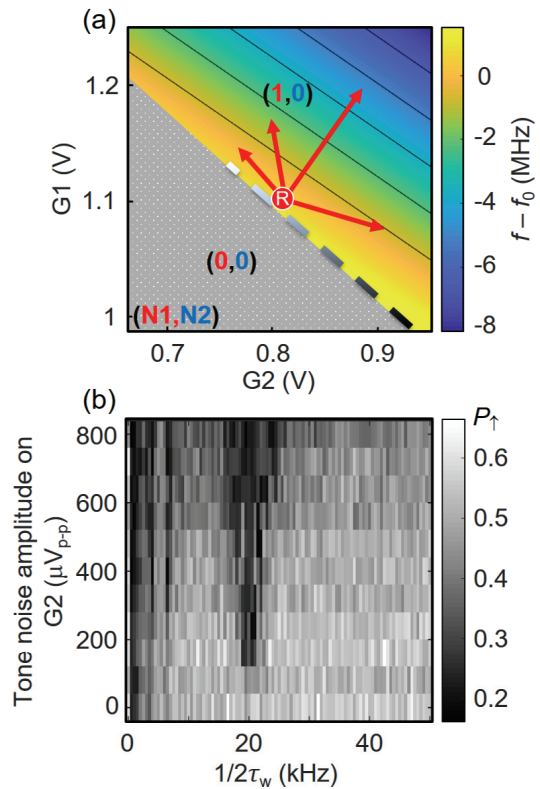 (a)
1.2
1.1
1
G1 (V)
(1,0)
R
(0,0)
(N1,N2)
0.7
0.8
0.9
G2 (V)
0
-2
-4
-6
-8
f − f₀ (MHz)
(b)
800
600
400
200
0
Tone noise amplitude on
G2 (μVp-p)
0
20
40
1/2τw (kHz)
P↑
0.6
0.5
0.4
0.3
0.2